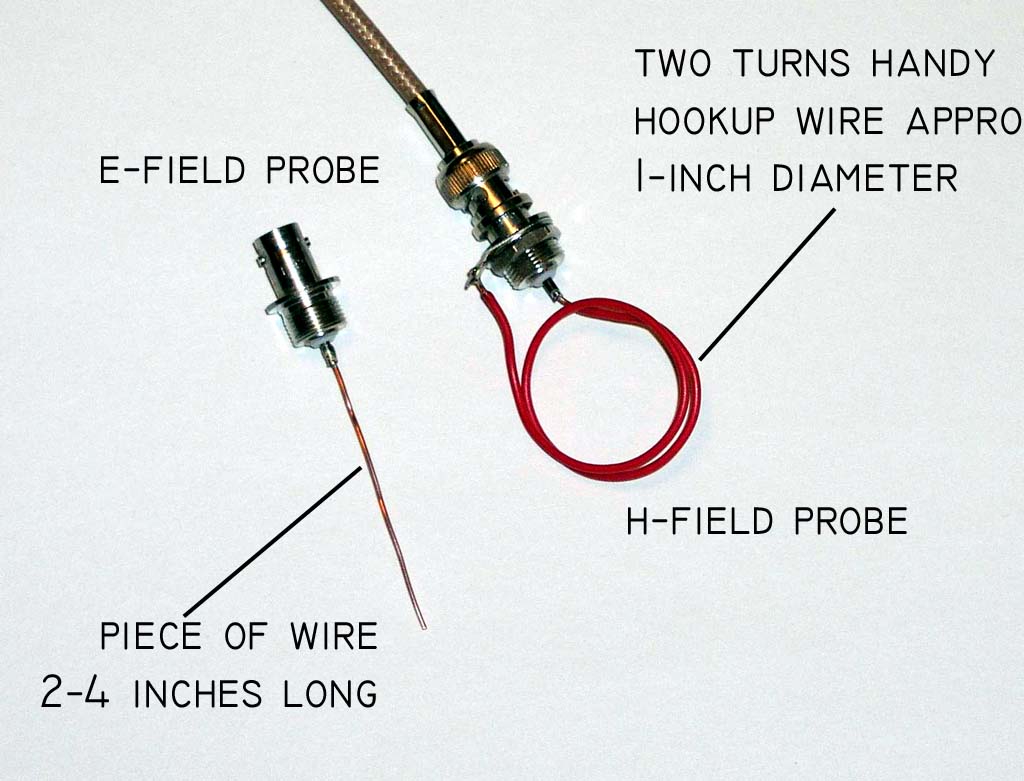 TWO TURNS HANDY
HOOKUP WIRE APPRO
1-INCH DIAMETER
E-FIELD PROBE
H-FIELD PROBE
PIECE OF WIRE
2-4 INCHES LONG